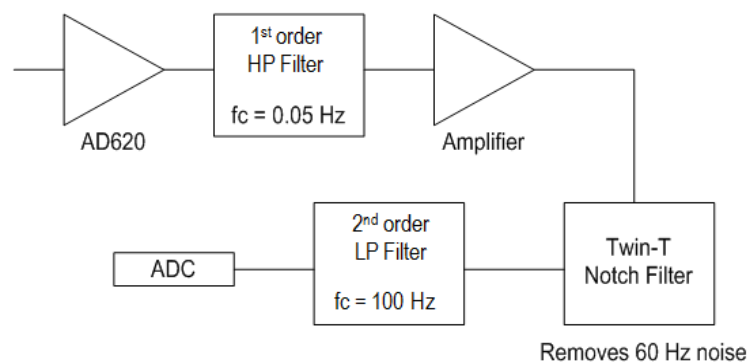 1st order
HP Filter
fc = 0.05 Hz
AD620
Amplifier
2nd order
LP Filter
fc = 100 Hz
ADC
Twin-T
Notch Filter
Removes 60 Hz noise